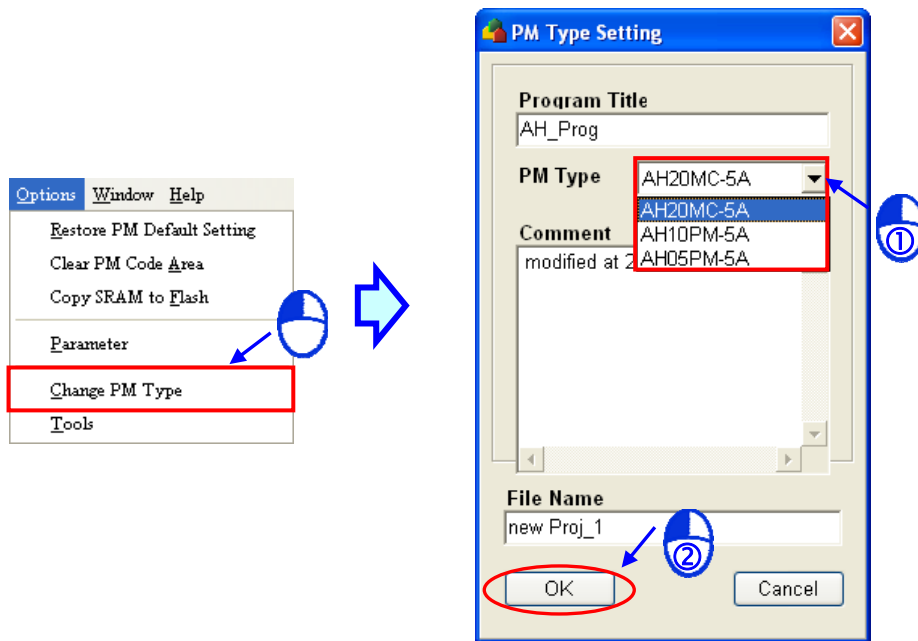 Options Window Help
Restore PM Default Setting
Clear PM Code Area
Copy SRAM to Flash
Parameter
Change PM Type
Tools
PM Type Setting
Program Title
AH_Prog
PM Type
AH20MC-5A
AH20MC-5A
AH10PM-5A
AH05PM-5A
①
Comment
modified at 2
File Name
new Proj_1
②
OK
Cancel